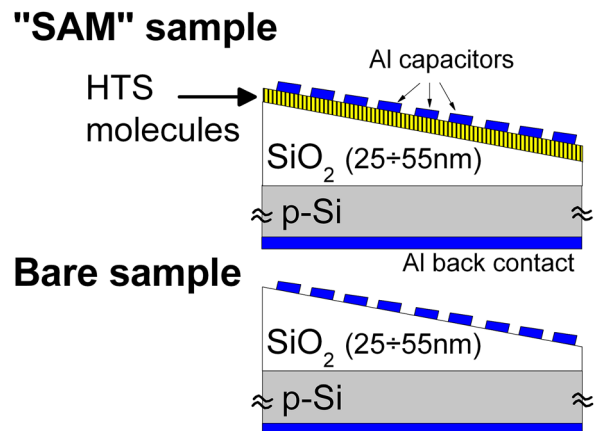 "SAM" sample
Al capacitors
HTS
molecules
SiO₂ (25÷55nm)
p-Si
Al back contact
Bare sample
SiO₂ (25÷55nm)
p-Si